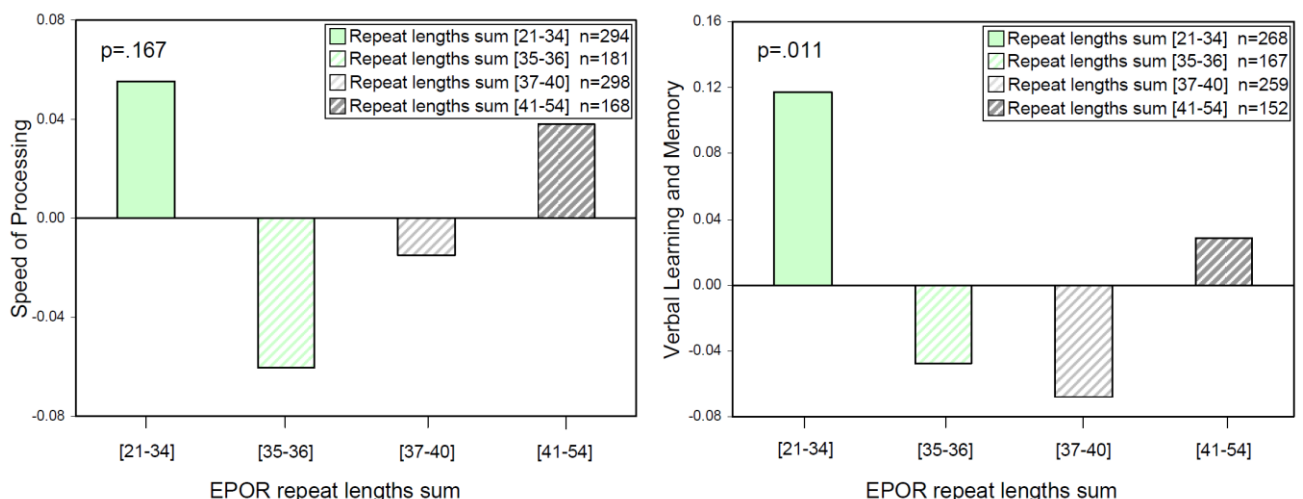 0.08
0.04
0.00
-0.04
-0.08
Speed of Processing
p=.167
Repeat lengths sum [21-34] n=294
Repeat lengths sum [35-36] n=181
Repeat lengths sum [37-40] n=298
Repeat lengths sum [41-54] n=168
[21-34] [35-36] [37-40] [41-54]
EPOR repeat lengths sum
0.16
0.12
0.08
0.04
0.00
-0.04
-0.08
Verbal Learning and Memory
p=.011
Repeat lengths sum [21-34] n=268
Repeat lengths sum [35-36] n=167
Repeat lengths sum [37-40] n=259
Repeat lengths sum [41-54] n=152
[21-34] [35-36] [37-40] [41-54]
EPOR repeat lengths sum